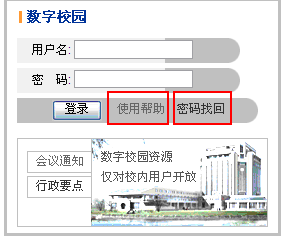 数字校园
用户名:
密 码:
登录 使用帮助 密码找回
会议通知
行政要点
数字校园资源
仅对校内用户开放